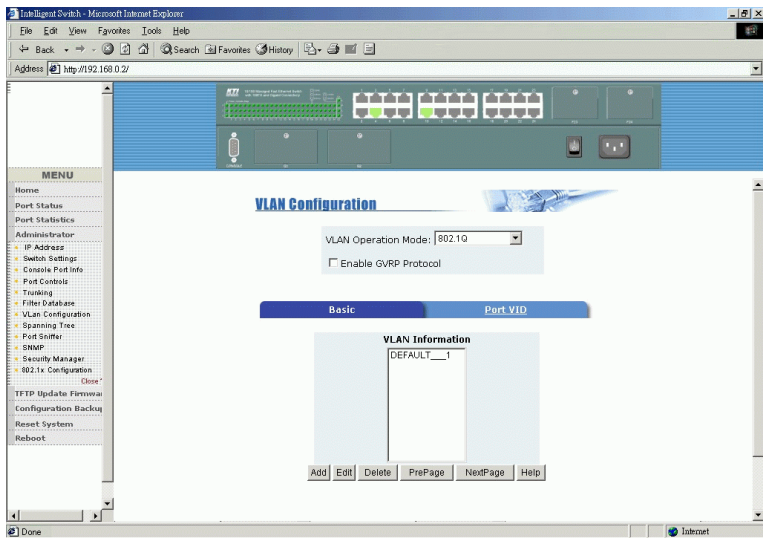 Intelligent Switch - Microsoft Internet Explorer
File Edit View Favorites Tools Help
Back Search Favorites History
Address http://192.168.0.2/
MENU
Home
Port Status
Port Statistics
Administrator
IP Address
Switch Settings
Console Port Info
Port Controls
Trunking
Filter Database
VLan Configuration
Spanning Tree
Port Sniffer
SNMP
Security Manager
802.1x Configuration
Close
TFTP Update Firmwa
Configuration Backup
Reset System
Reboot
VLAN Configuration
VLAN Operation Mode: 802.1Q
Enable GVRP Protocol
Basic Port VID
VLAN Information
DEFAULT___1
Add Edit Delete PrePage NextPage Help
Done Internet